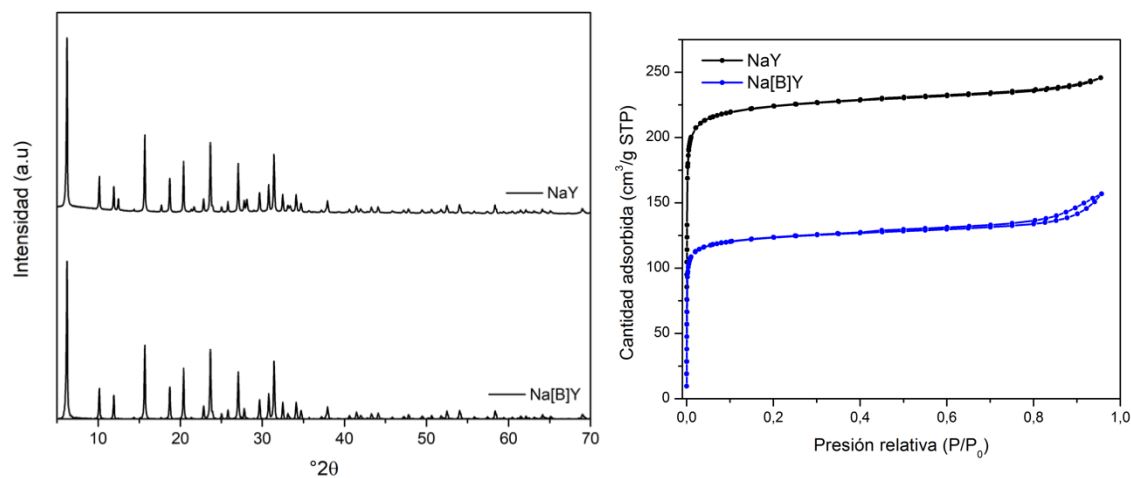 Intensidad (a.u)
NaY
Na[B]Y
10 20 30 40 50 60 70
°2θ
Cantidad adsorbida (cm³/g STP)
NaY
Na[B]Y
250
200
150
100
50
0
0,0 0,2 0,4 0,6 0,8 1,0
Presión relativa (P/P₀)